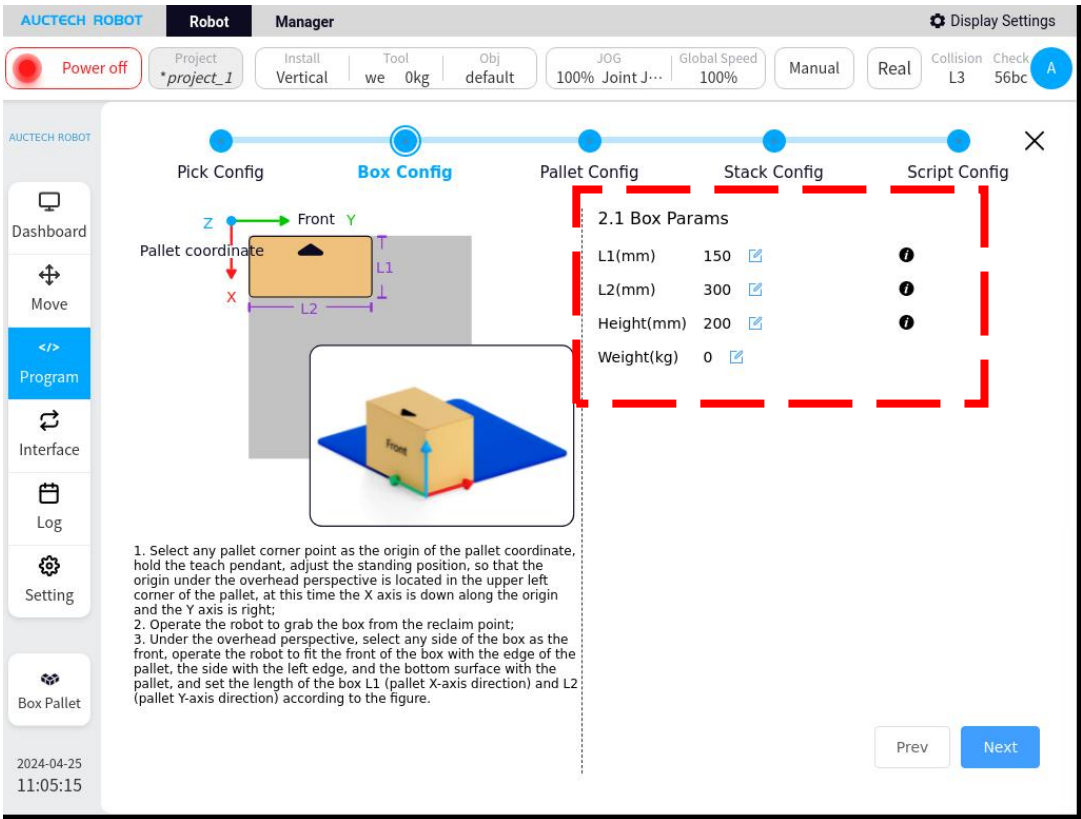 AUCTECH ROBOT
Robot
Manager
Display Settings
Power off
Project
*project_1
Install
Vertical
Tool
we 0kg
Obj
default
JOG
100% Joint J···
Global Speed
100%
Manual
Real
Collision
L3
Check
56bc
A
AUCTECH ROBOT
Dashboard
Move
</>
Program
Interface
Log
Setting
Box Pallet
2024-04-25
11:05:15
Pick Config
Box Config
Pallet Config
Stack Config
Script Config
Z
Front Y
Pallet coordinate
X
L1
L2
Front
1. Select any pallet corner point as the origin of the pallet coordinate,
hold the teach pendant, adjust the standing position, so that the
origin under the overhead perspective is located in the upper left
corner of the pallet, at this time the X axis is down along the origin
and the Y axis is right;
2. Operate the robot to grab the box from the reclaim point;
3. Under the overhead perspective, select any side of the box as the
front, operate the robot to fit the front of the box with the edge of the
pallet, the side with the left edge, and the bottom surface with the
pallet, and set the length of the box L1 (pallet X-axis direction) and L2
(pallet Y-axis direction) according to the figure.
2.1 Box Params
L1(mm) 150
L2(mm) 300
Height(mm) 200
Weight(kg) 0
Prev
Next